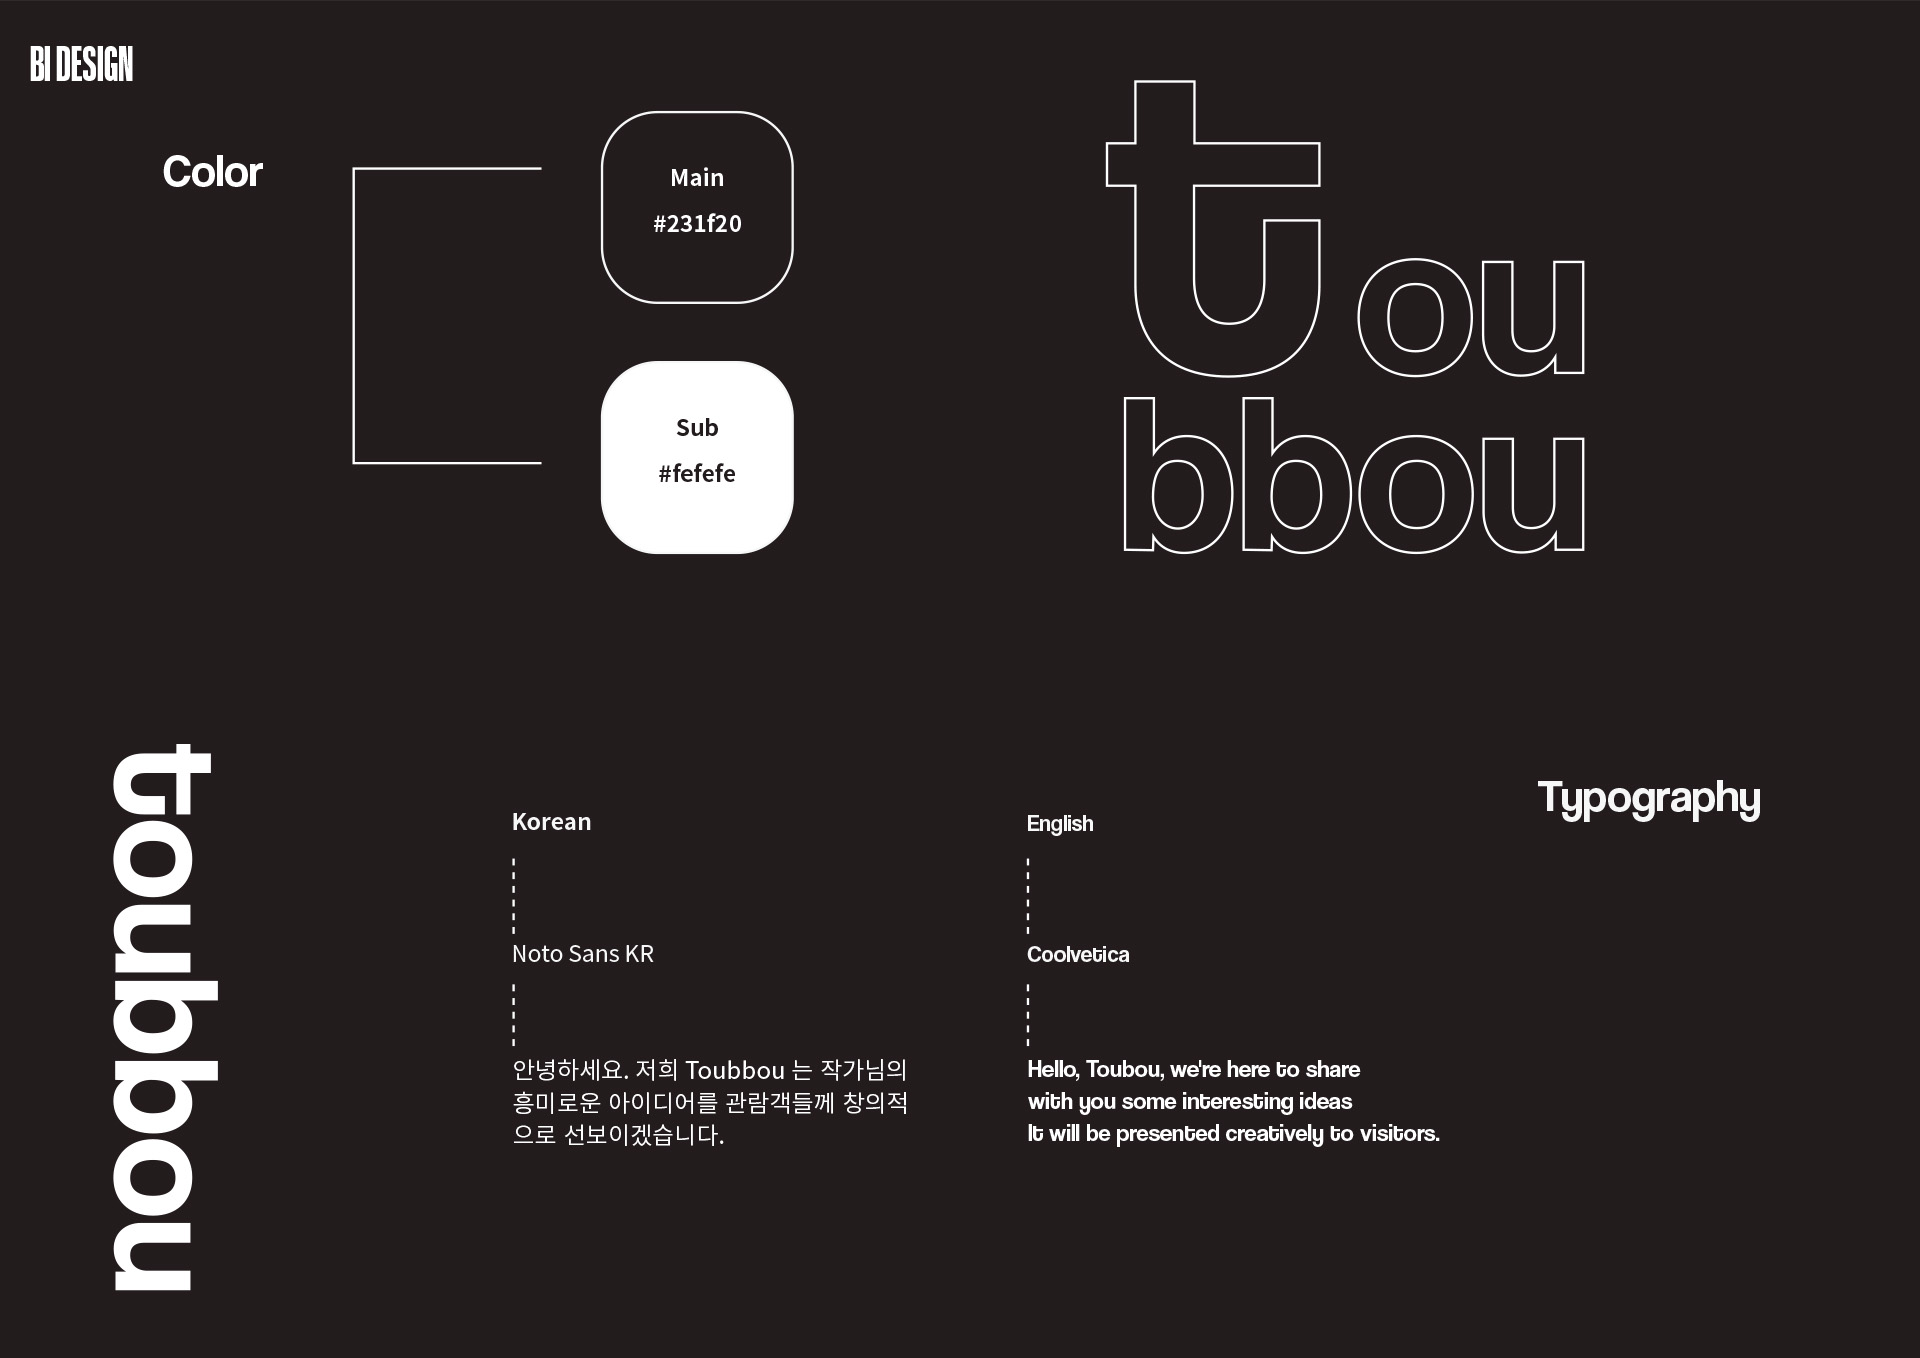 BI DESIGN
Color
Main
#231f20
Sub
#fefefe
tou
bbou
toubbou
Korean
Noto Sans KR
안녕하세요. 저희 Toubbou 는 작가님의
흥미로운 아이디어를 관람객들께 창의적
으로 선보이겠습니다.
English
Coolvetica
Hello, Toubou, we're here to share
with you some interesting ideas
It will be presented creatively to visitors.
Typography